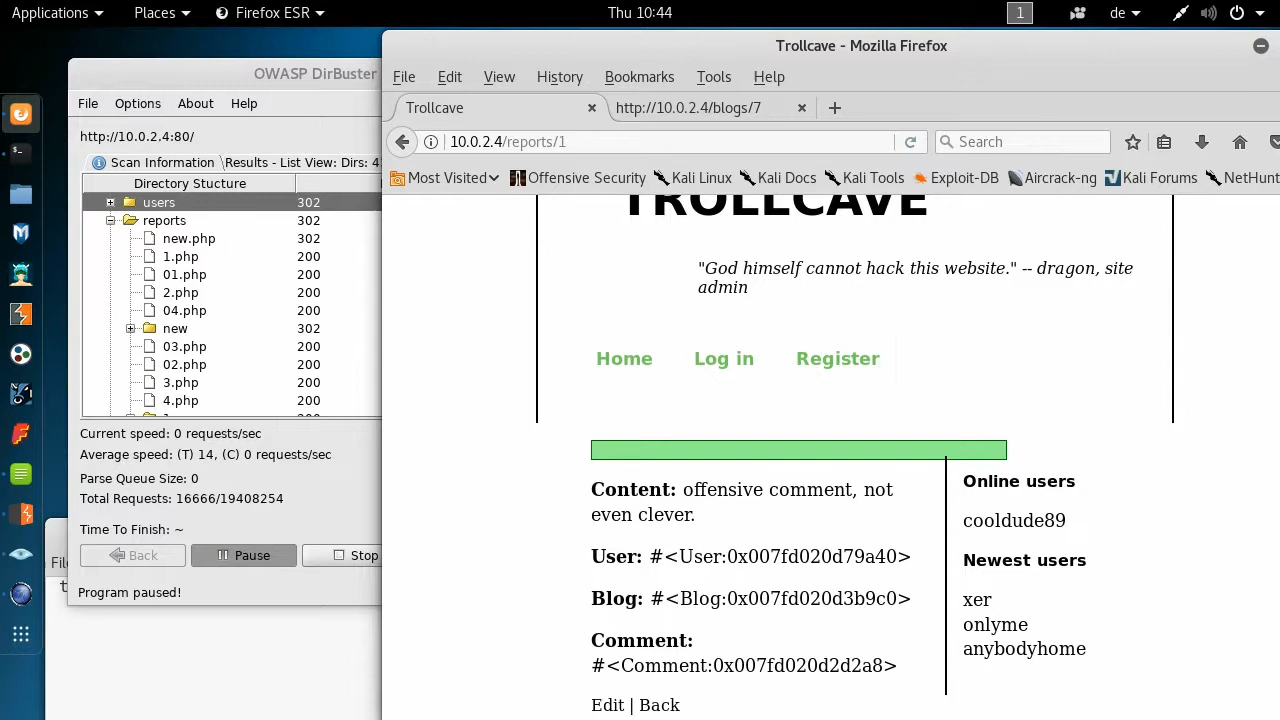 Applications Places Firefox ESR Thu 10:44 1 de
OWASP DirBuster
File Options About Help
http://10.0.2.4:80/
Scan Information Results - List View: Dirs: 4
Directory Stucture
users 302
reports 302
new.php 302
1.php 200
01.php 200
2.php 200
04.php 200
new 302
03.php 200
02.php 200
3.php 200
4.php 200
Current speed: 0 requests/sec
Average speed: (T) 14, (C) 0 requests/sec
Parse Queue Size: 0
Total Requests: 16666/19408254
Time To Finish: ~
Back Pause Stop
Program paused!
Trollcave - Mozilla Firefox
File Edit View History Bookmarks Tools Help
Trollcave http://10.0.2.4/blogs/7
10.0.2.4/reports/1 Search
Most Visited Offensive Security Kali Linux Kali Docs Kali Tools Exploit-DB Aircrack-ng Kali Forums NetHunt
TROLLCAVE
"God himself cannot hack this website." -- dragon, site
admin
Home Log in Register
Content: offensive comment, not
even clever.
User: #<User:0x007fd020d79a40>
Blog: #<Blog:0x007fd020d3b9c0>
Comment:
#<Comment:0x007fd020d2d2a8>
Edit | Back
Online users
cooldude89
Newest users
xer
onlyme
anybodyhome